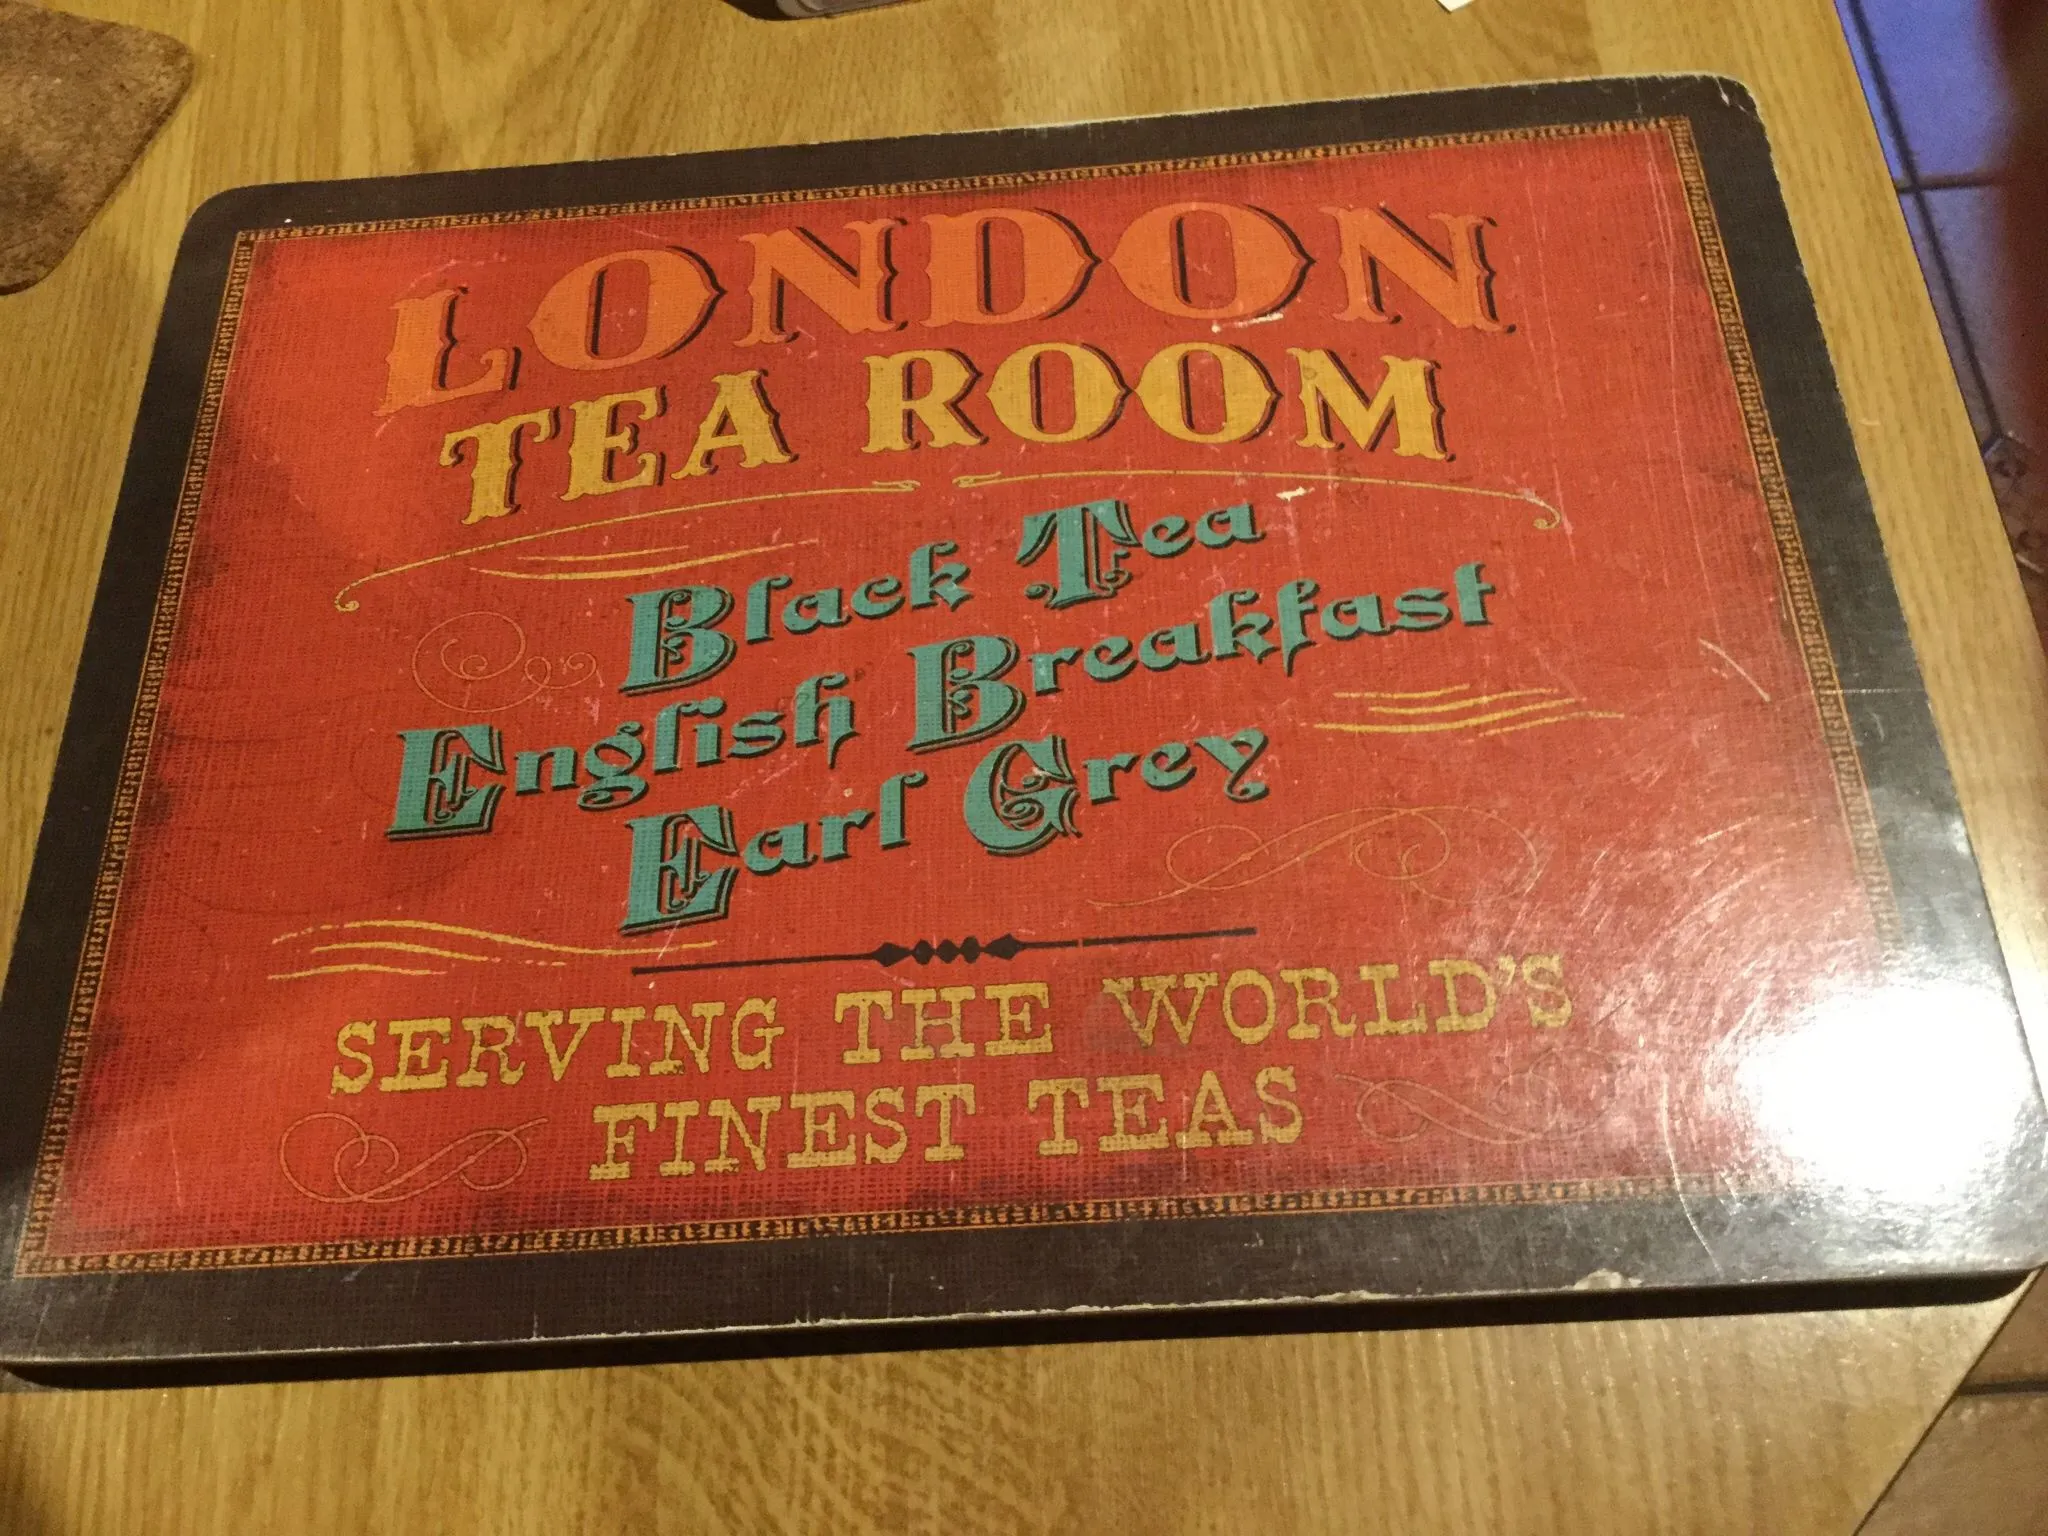 LONDON
TEA ROOM
Black Tea
English Breakfast
Earl Grey
SERVING THE WORLD'S
FINEST TEAS